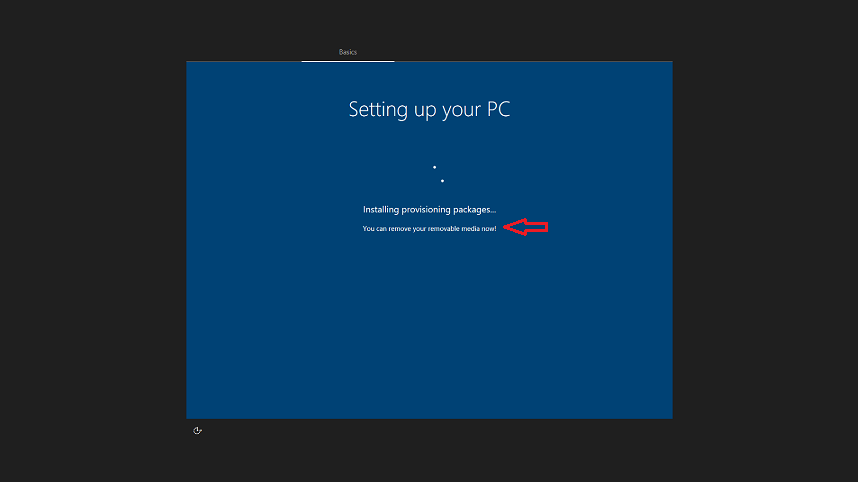 Basics
Setting up your PC
Installing provisioning packages...
You can remove your removable media now!